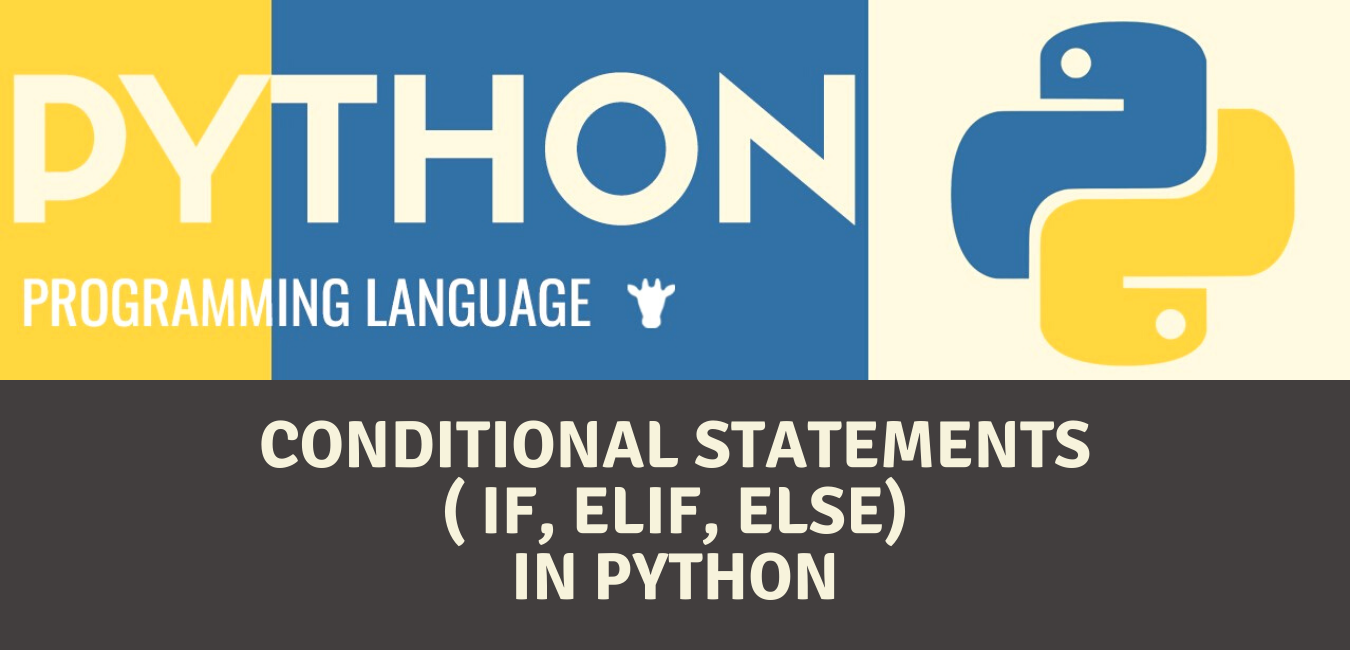 PYTHON
PROGRAMMING LANGUAGE
CONDITIONAL STATEMENTS
( IF, ELIF, ELSE)
IN PYTHON